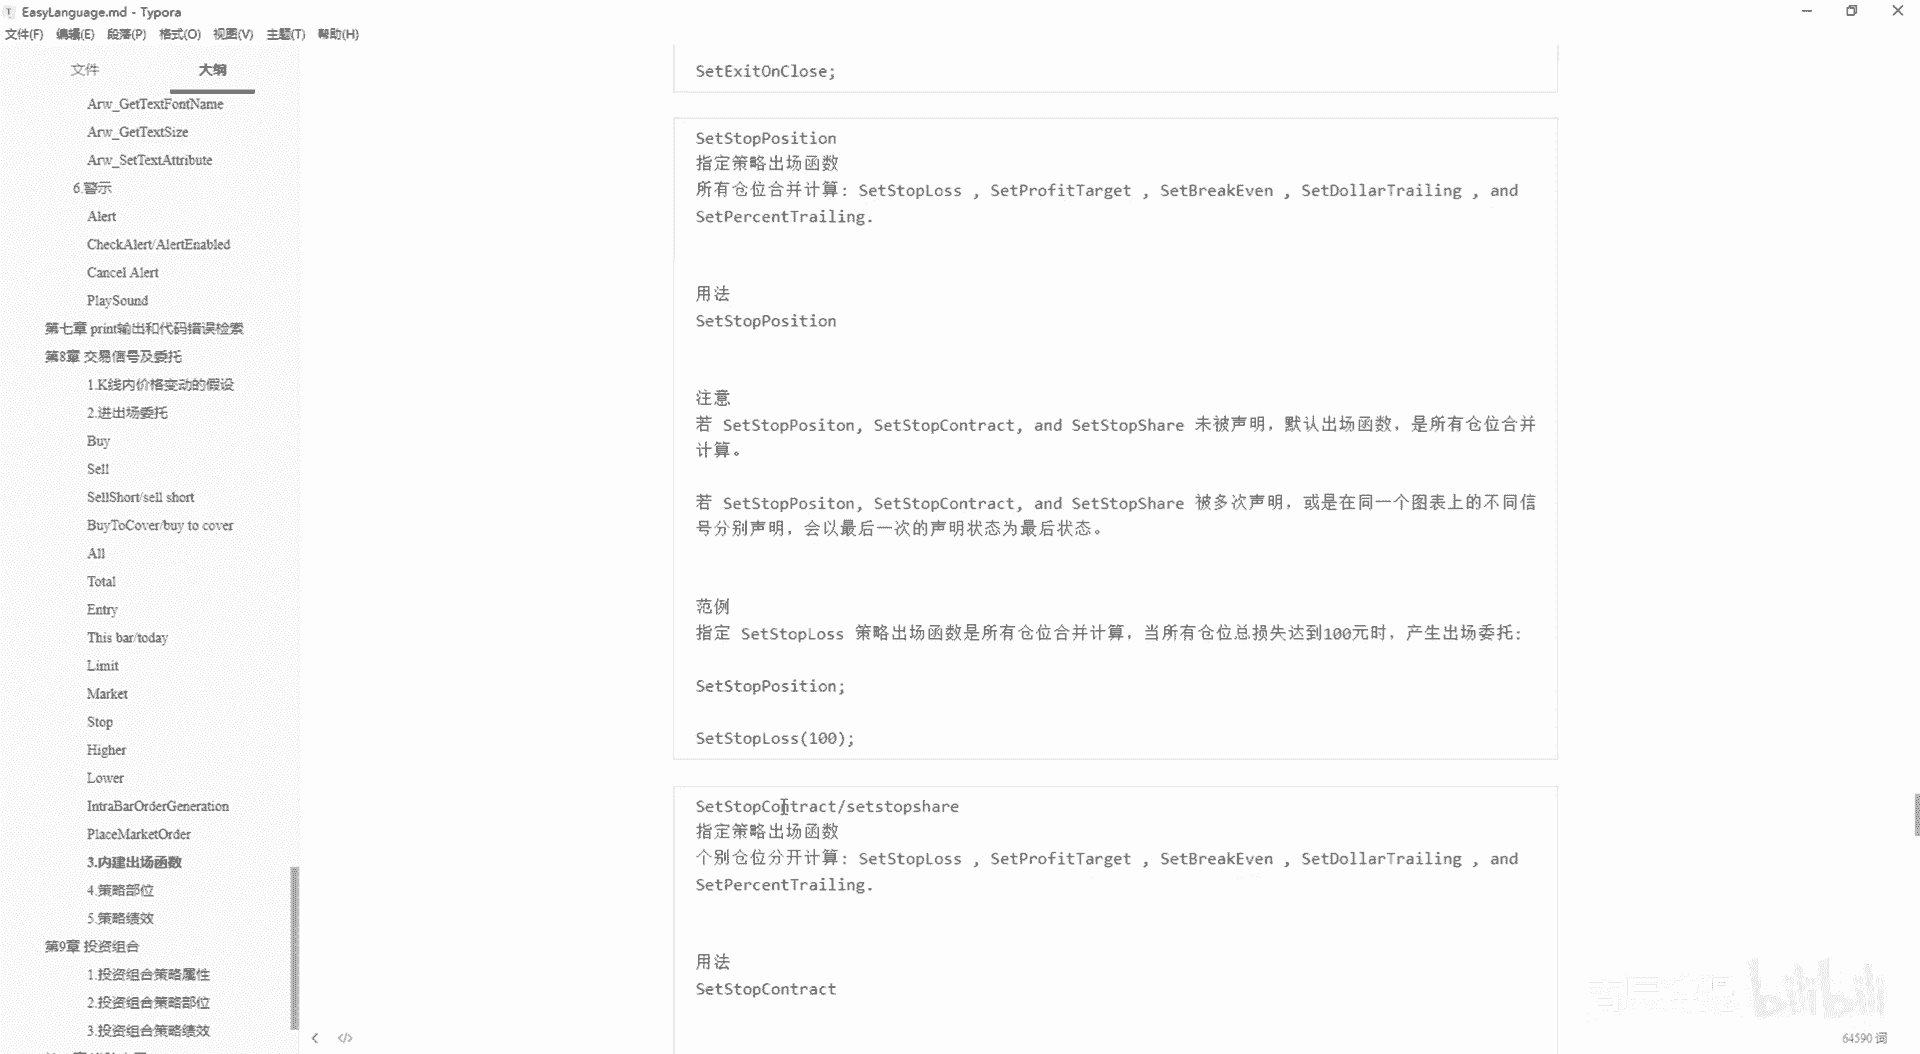 EasyLanguage.md - Typora
文件(F) 编辑(E) 段落(P) 格式(O) 视图(V) 主题(T) 帮助(H)
文件 大纲
Arw_GetTextFontName
Arw_GetTextSize
Arw_SetTextAttribute
6.警示
Alert
CheckAlert/AlertEnabled
Cancel Alert
PlaySound
第七章 print输出和代码错误检索
第8章 交易信号及委托
1.K线内价格变动的假设
2.进出场委托
Buy
Sell
SellShort/sell short
BuyToCover/buy to cover
All
Total
Entry
This bar/today
Limit
Market
Stop
Higher
Lower
IntraBarOrderGeneration
PlaceMarketOrder
3.内建出场函数
4.策略部位
5.策略绩效
第9章 投资组合
1.投资组合策略属性
2.投资组合策略部位
3.投资组合策略绩效
SetExitOnClose;
SetStopPosition
指定策略出场函数
所有仓位合并计算: SetStopLoss , SetProfitTarget , SetBreakEven , SetDollarTrailing , and
SetPercentTrailing.
用法
SetStopPosition
注意
若 SetStopPositon, SetStopContract, and SetStopShare 未被声明，默认出场函数，是所有仓位合并
计算。
若 SetStopPositon, SetStopContract, and SetStopShare 被多次声明，或是在同一个图表上的不同信
号分别声明，会以最后一次的声明状态为最后状态。
范例
指定 SetStopLoss 策略出场函数是所有仓位合并计算，当所有仓位总损失达到100元时，产生出场委托:
SetStopPosition;
SetStopLoss(100);
SetStopContract/setstopshare
指定策略出场函数
个别仓位分开计算: SetStopLoss , SetProfitTarget , SetBreakEven , SetDollarTrailing , and
SetPercentTrailing.
用法
SetStopContract
bilibili
64590 词